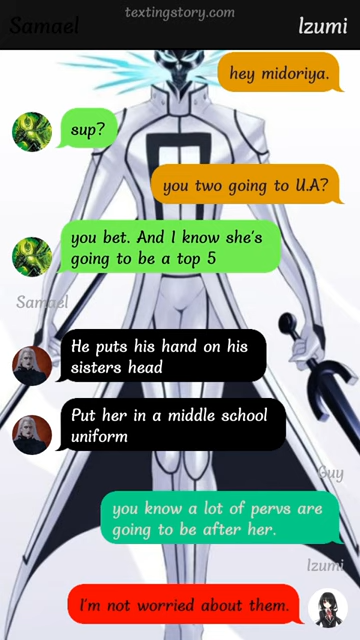 textingstory.com
Samael
Izumi
hey midoriya.
sup?
you two going to U.A?
you bet. And I know she's
going to be a top 5
Samael
He puts his hand on his
sisters head
Put her in a middle school
uniform
Guy
you know a lot of pervs are
going to be after her.
Izumi
I'm not worried about them.